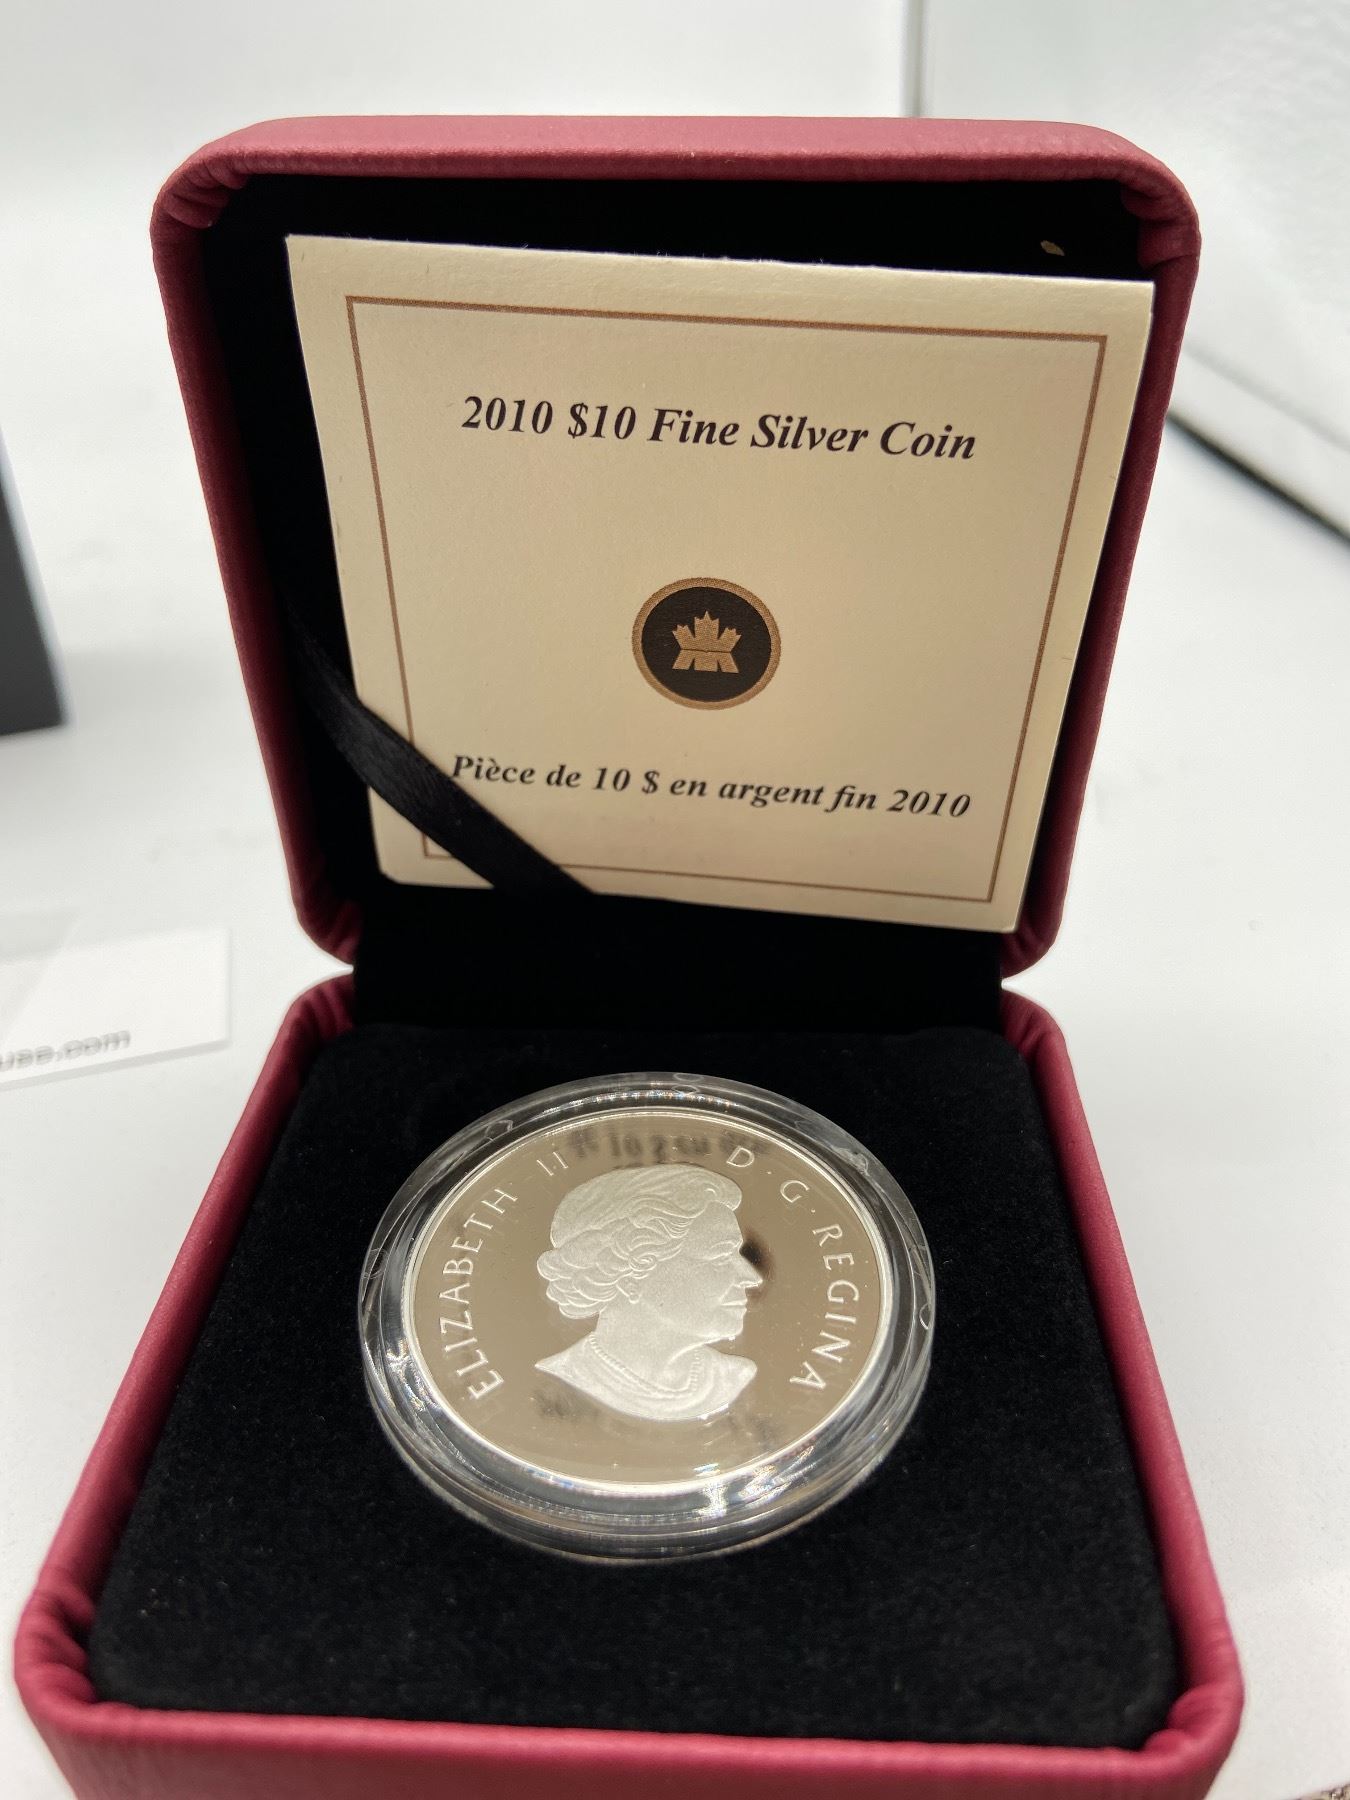 2010 $10 Fine Silver Coin
Pièce de 10 $ en argent fin 2010
ELIZABETH II D · G · REGINA